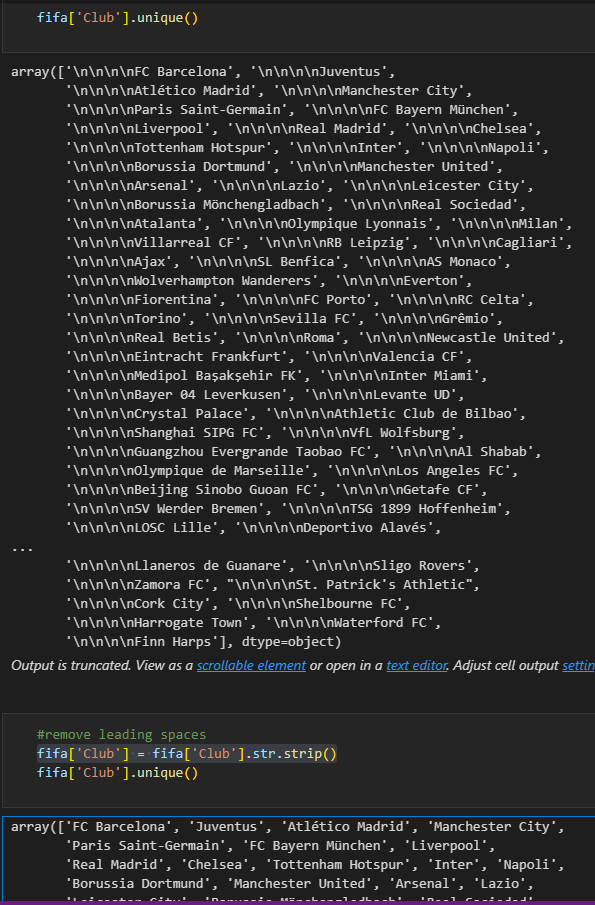 fifa['Club'].unique()
array(['\n\n\n\nFC Barcelona', '\n\n\n\nJuventus',
'\n\n\n\nAtlético Madrid', '\n\n\n\nManchester City',
'\n\n\n\nParis Saint-Germain', '\n\n\n\nFC Bayern München',
'\n\n\n\nLiverpool', '\n\n\n\nReal Madrid', '\n\n\n\nChelsea',
'\n\n\n\nTottenham Hotspur', '\n\n\n\nInter', '\n\n\n\nNapoli',
'\n\n\n\nBorussia Dortmund', '\n\n\n\nManchester United',
'\n\n\n\nArsenal', '\n\n\n\nLazio', '\n\n\n\nLeicester City',
'\n\n\n\nBorussia Mönchengladbach', '\n\n\n\nReal Sociedad',
'\n\n\n\nAtalanta', '\n\n\n\nOlympique Lyonnais', '\n\n\n\nMilan',
'\n\n\n\nVillarreal CF', '\n\n\n\nRB Leipzig', '\n\n\n\nCagliari',
'\n\n\n\nAjax', '\n\n\n\nSL Benfica', '\n\n\n\nAS Monaco',
'\n\n\n\nWolverhampton Wanderers', '\n\n\n\nEverton',
'\n\n\n\nFiorentina', '\n\n\n\nFC Porto', '\n\n\n\nRC Celta',
'\n\n\n\nTorino', '\n\n\n\nSevilla FC', '\n\n\n\nGrêmio',
'\n\n\n\nReal Betis', '\n\n\n\nRoma', '\n\n\n\nNewcastle United',
'\n\n\n\nEintracht Frankfurt', '\n\n\n\nValencia CF',
'\n\n\n\nMedipol Başakşehir FK', '\n\n\n\nInter Miami',
'\n\n\n\nBayer 04 Leverkusen', '\n\n\n\nLevante UD',
'\n\n\n\nCrystal Palace', '\n\n\n\nAthletic Club de Bilbao',
'\n\n\n\nShanghai SIPG FC', '\n\n\n\nVfL Wolfsburg',
'\n\n\n\nGuangzhou Evergrande Taobao FC', '\n\n\n\nAl Shabab',
'\n\n\n\nOlympique de Marseille', '\n\n\n\nLos Angeles FC',
'\n\n\n\nBeijing Sinobo Guoan FC', '\n\n\n\nGetafe CF',
'\n\n\n\nSV Werder Bremen', '\n\n\n\nTSG 1899 Hoffenheim',
'\n\n\n\nLOSC Lille', '\n\n\n\nDeportivo Alavés',
...
'\n\n\n\nLlaneros de Guanare', '\n\n\n\nSligo Rovers',
'\n\n\n\nZamora FC', "\n\n\n\nSt. Patrick's Athletic",
'\n\n\n\nCork City', '\n\n\n\nShelbourne FC',
'\n\n\n\nHarrogate Town', '\n\n\n\nWaterford FC',
'\n\n\n\nFinn Harps'], dtype=object)
Output is truncated. View as a scrollable element or open in a text editor. Adjust cell output settin
#remove leading spaces
fifa['Club'] = fifa['Club'].str.strip()
fifa['Club'].unique()
array(['FC Barcelona', 'Juventus', 'Atlético Madrid', 'Manchester City',
'Paris Saint-Germain', 'FC Bayern München', 'Liverpool',
'Real Madrid', 'Chelsea', 'Tottenham Hotspur', 'Inter', 'Napoli',
'Borussia Dortmund', 'Manchester United', 'Arsenal', 'Lazio',